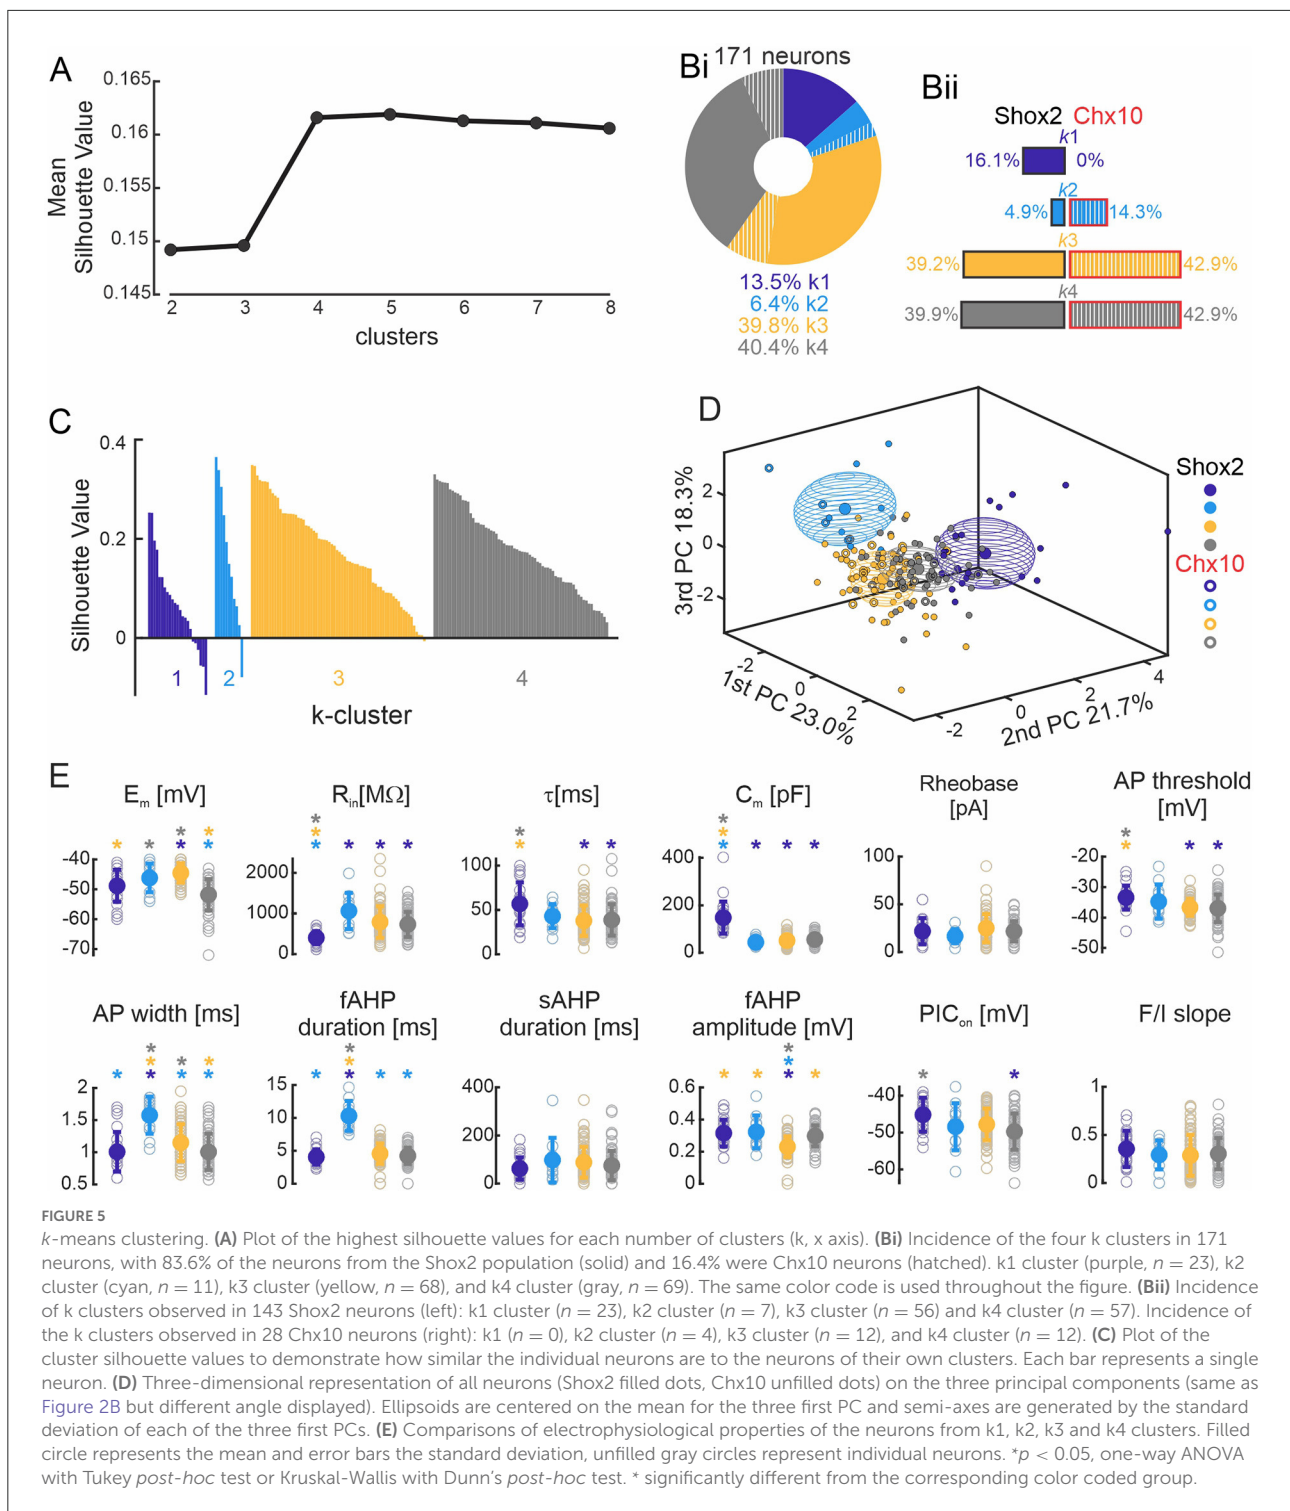 A
0.165
0.16
0.155
0.15
0.145
Mean
Silhouette Value
2 3 4 5 6 7 8
clusters
Bi
171 neurons
13.5% k1
6.4% k2
39.8% k3
40.4% k4
Bii
Shox2 Chx10
k1
16.1% 0%
k2
4.9% 14.3%
k3
39.2% 42.9%
k4
39.9% 42.9%
C
0.4
0.2
0
Silhouette Value
1 2 3 4
k-cluster
D
2
0
-2
3rd PC 18.3%
-2
0
2
1st PC 23.0%
-2
0
2
4
2nd PC 21.7%
Shox2
Chx10
E
Em [mV]
* * * * * *
-40
-50
-60
-70
Rin[MΩ]
* * * * * *
2000
1000
0
τ[ms]
* * * *
100
50
0
Cm [pF]
* * * * * *
400
200
0
Rheobase
[pA]
100
50
0
AP threshold
[mV]
* * * *
-20
-30
-40
-50
AP width [ms]
* * * * * * * *
2
1.5
1
0.5
fAHP
duration [ms]
* * * * * *
15
10
5
0
sAHP
duration [ms]
400
200
0
fAHP
amplitude [mV]
* * * * * *
0.6
0.4
0.2
0
PICon [mV]
* *
-40
-50
-60
F/I slope
1
0.5
0
FIGURE 5
k-means clustering. (A) Plot of the highest silhouette values for each number of clusters (k, x axis). (Bi) Incidence of the four k clusters in 171
neurons, with 83.6% of the neurons from the Shox2 population (solid) and 16.4% were Chx10 neurons (hatched). k1 cluster (purple, n = 23), k2
cluster (cyan, n = 11), k3 cluster (yellow, n = 68), and k4 cluster (gray, n = 69). The same color code is used throughout the figure. (Bii) Incidence
of k clusters observed in 143 Shox2 neurons (left): k1 cluster (n = 23), k2 cluster (n = 7), k3 cluster (n = 56) and k4 cluster (n = 57). Incidence of
the k clusters observed in 28 Chx10 neurons (right): k1 (n = 0), k2 cluster (n = 4), k3 cluster (n = 12), and k4 cluster (n = 12). (C) Plot of the
cluster silhouette values to demonstrate how similar the individual neurons are to the neurons of their own clusters. Each bar represents a single
neuron. (D) Three-dimensional representation of all neurons (Shox2 filled dots, Chx10 unfilled dots) on the three principal components (same as
Figure 2B but different angle displayed). Ellipsoids are centered on the mean for the three first PC and semi-axes are generated by the standard
deviation of each of the three first PCs. (E) Comparisons of electrophysiological properties of the neurons from k1, k2, k3 and k4 clusters. Filled
circle represents the mean and error bars the standard deviation, unfilled gray circles represent individual neurons. *p < 0.05, one-way ANOVA
with Tukey post-hoc test or Kruskal-Wallis with Dunn's post-hoc test. * significantly different from the corresponding color coded group.